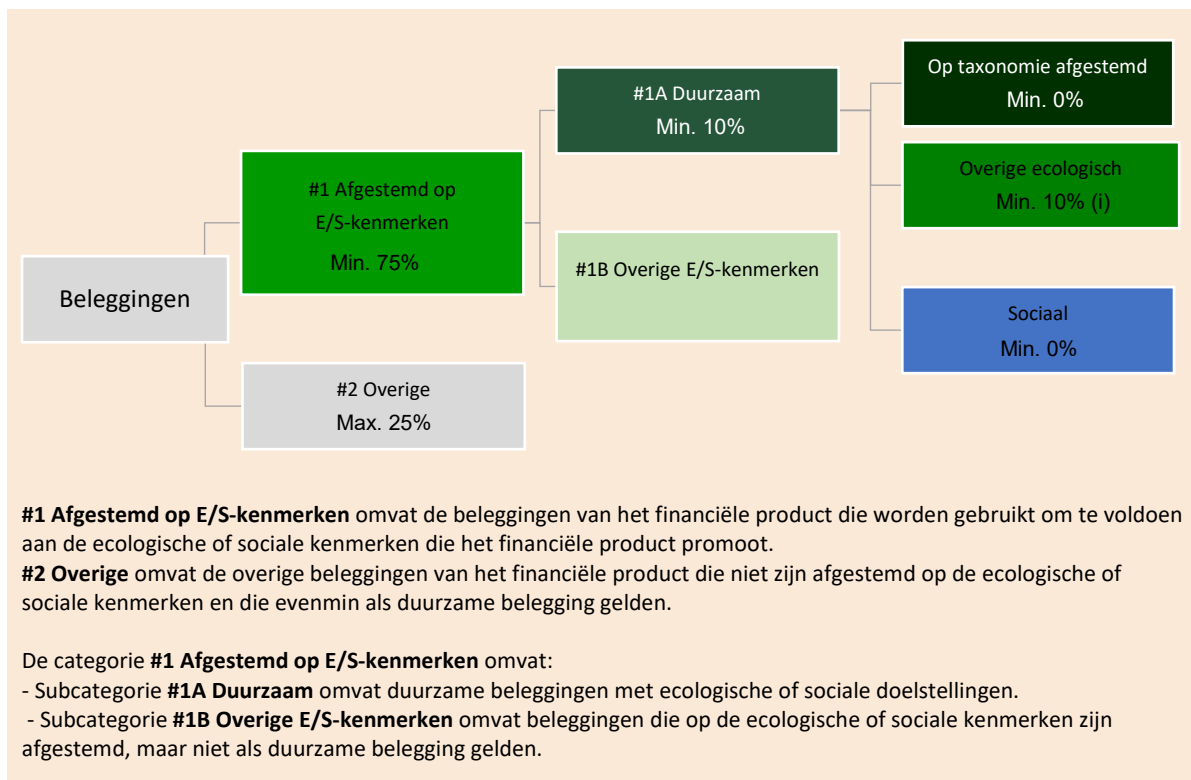 Beleggingen
#1 Afgestemd op
E/S-kenmerken
Min. 75%
#2 Overige
Max. 25%
#1A Duurzaam
Min. 10%
#1B Overige E/S-kenmerken
Op taxonomie afgestemd
Min. 0%
Overige ecologisch
Min. 10% (i)
Sociaal
Min. 0%
#1 Afgestemd op E/S-kenmerken omvat de beleggingen van het financiële product die worden gebruikt om te voldoen
aan de ecologische of sociale kenmerken die het financiële product promoot.
#2 Overige omvat de overige beleggingen van het financiële product die niet zijn afgestemd op de ecologische of
sociale kenmerken en die evenmin als duurzame belegging gelden.
De categorie #1 Afgestemd op E/S-kenmerken omvat:
- Subcategorie #1A Duurzaam omvat duurzame beleggingen met ecologische of sociale doelstellingen.
- Subcategorie #1B Overige E/S-kenmerken omvat beleggingen die op de ecologische of sociale kenmerken zijn
afgestemd, maar niet als duurzame belegging gelden.